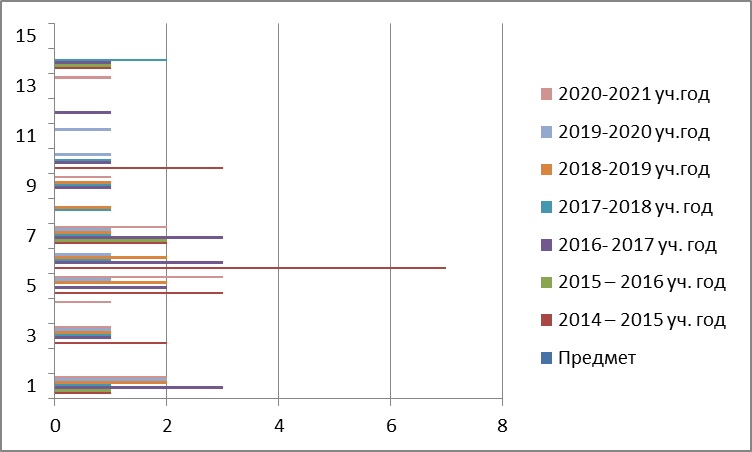 15
13
11
9
7
5
3
1
0 2 4 6 8
2020-2021 уч.год
2019-2020 уч.год
2018-2019 уч.год
2017-2018 уч.год
2016- 2017 уч. год
2015 – 2016 уч. год
2014 – 2015 уч. год
Предмет